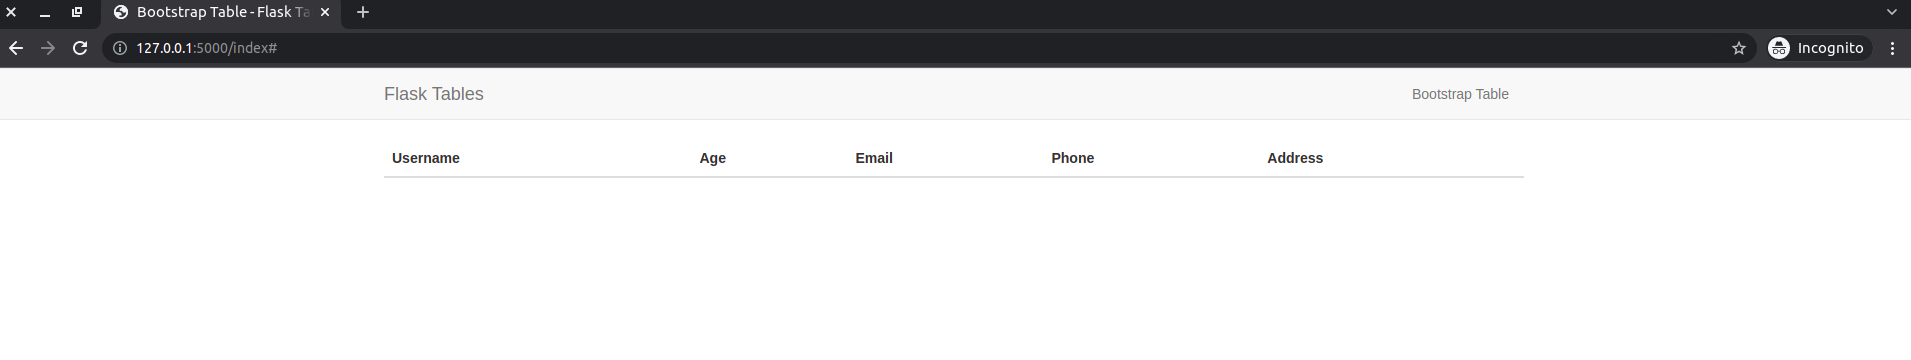 Bootstrap Table - Flask Ta
127.0.0.1:5000/index#
Incognito
Flask Tables
Bootstrap Table
Username Age Email Phone Address